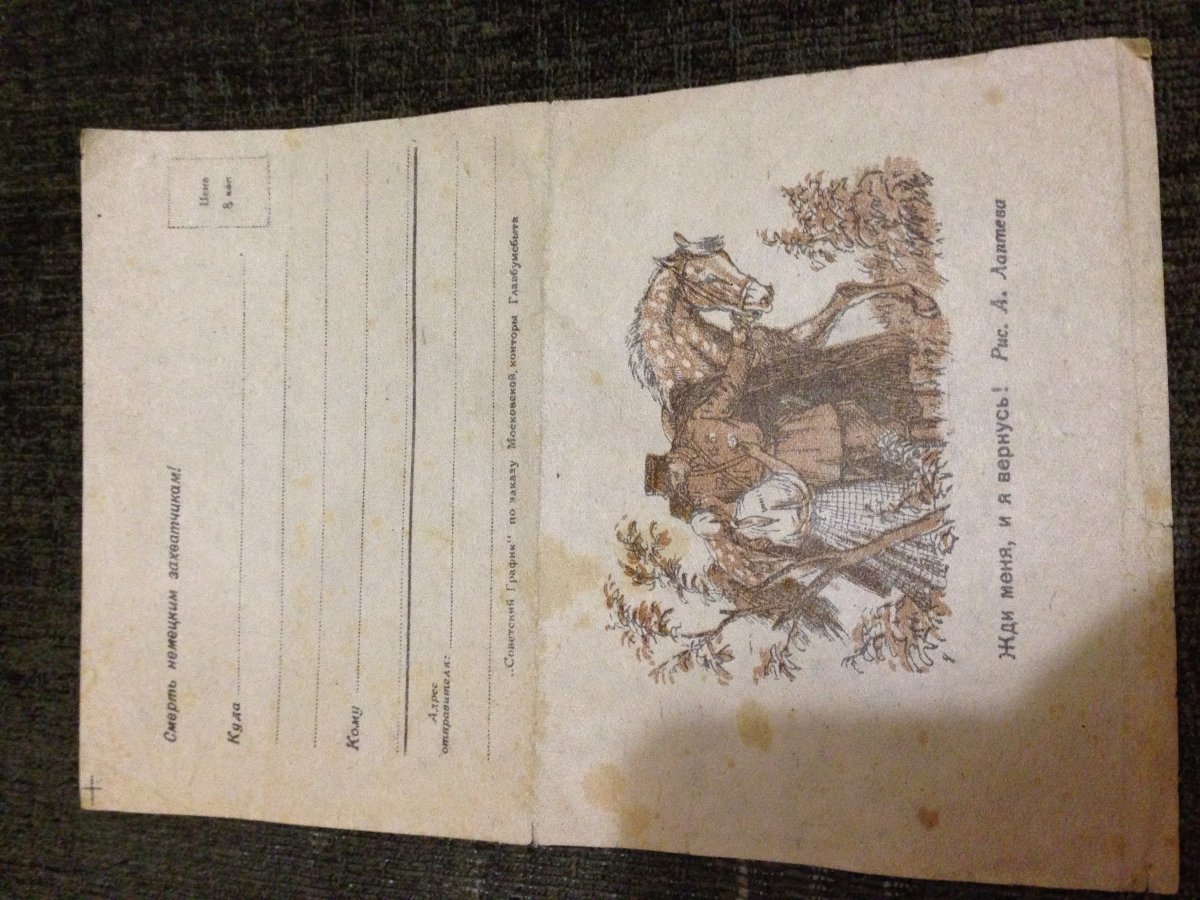 Смерть немецким захватчикам!
Цена
8 коп
Куда
Кому
Адрес
отправителя:
„Советский График“ по заказу Московской конторы Главбумсбыта
Жди меня, и я вернусь! Рис. А. Лаптева